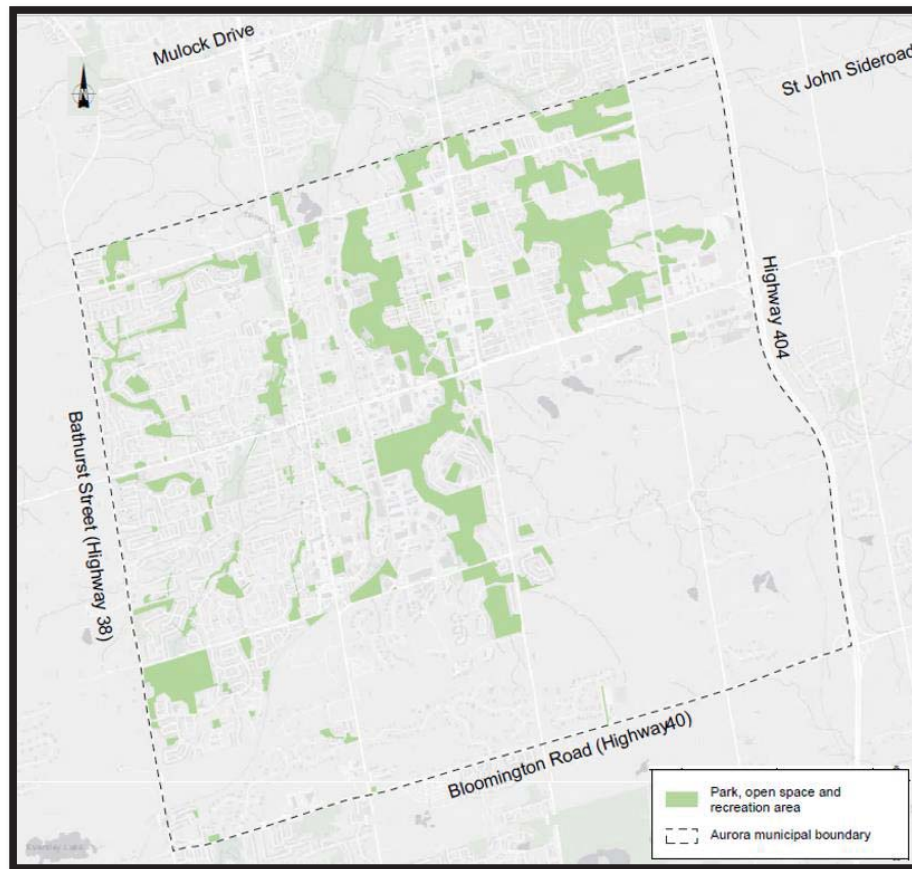 Mulock Drive
St John Sideroad
Highway 404
Bathurst Street (Highway 38)
Bloomington Road (Highway40)
Park, open space and
recreation area
Aurora municipal boundary